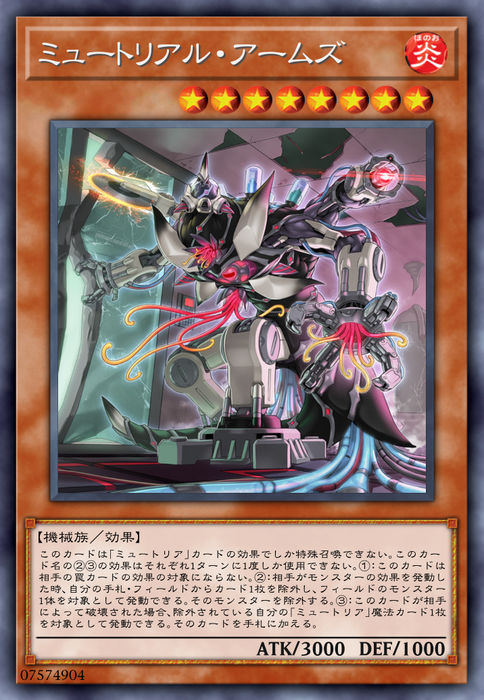 ミュートリアル・アームズ
ほのお
炎
【機械族／効果】
このカードは「ミュートリア」カードの効果でしか特殊召喚できない。このカー
ド名の②③の効果はそれぞれ1ターンに1度しか使用できない。①:このカードは
相手の罠カードの効果の対象にならない。②:相手がモンスターの効果を発動し
た時、自分の手札・フィールドからカード1枚を除外し、フィールドのモンスター
1体を対象として発動できる。そのモンスターを除外する。③:このカードが相手
によって破壊された場合、除外されている自分の「ミュートリア」魔法カード1枚
を対象として発動できる。そのカードを手札に加える。
ATK/3000 DEF/1000
07574904